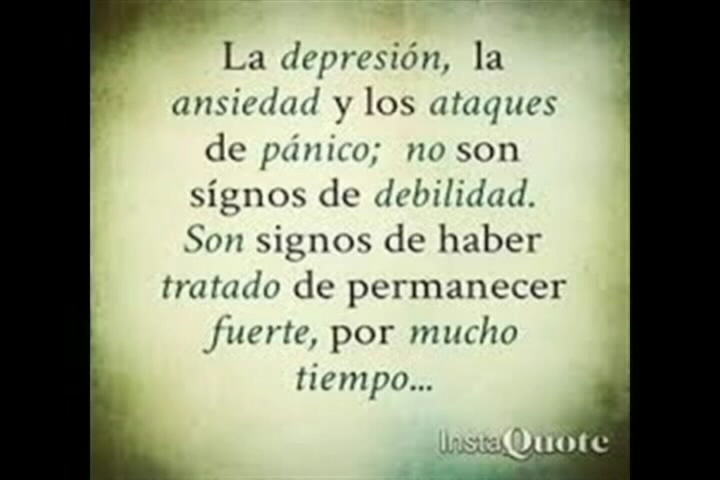 La depresión, la
ansiedad y los ataques
de pánico; no son
sígnos de debilidad.
Son signos de haber
tratado de permanecer
fuerte, por mucho
tiempo...
InstaQuote